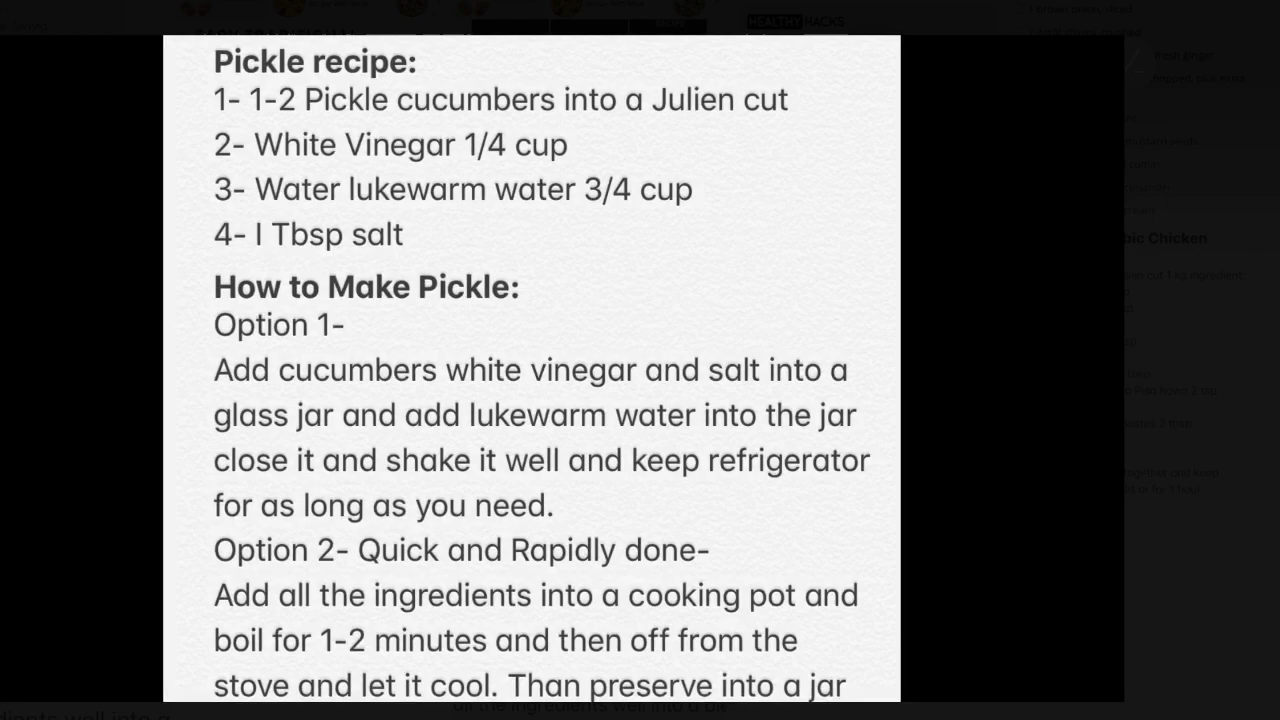 HEALTHY HACKS
Pickle recipe:
1- 1-2 Pickle cucumbers into a Julien cut
2- White Vinegar 1/4 cup
3- Water lukewarm water 3/4 cup
4- I Tbsp salt
How to Make Pickle:
Option 1-
Add cucumbers white vinegar and salt into a
glass jar and add lukewarm water into the jar
close it and shake it well and keep refrigerator
for as long as you need.
Option 2- Quick and Rapidly done-
Add all the ingredients into a cooking pot and
boil for 1-2 minutes and then off from the
stove and let it cool. Than preserve into a jar
fresh ginger
Chicken